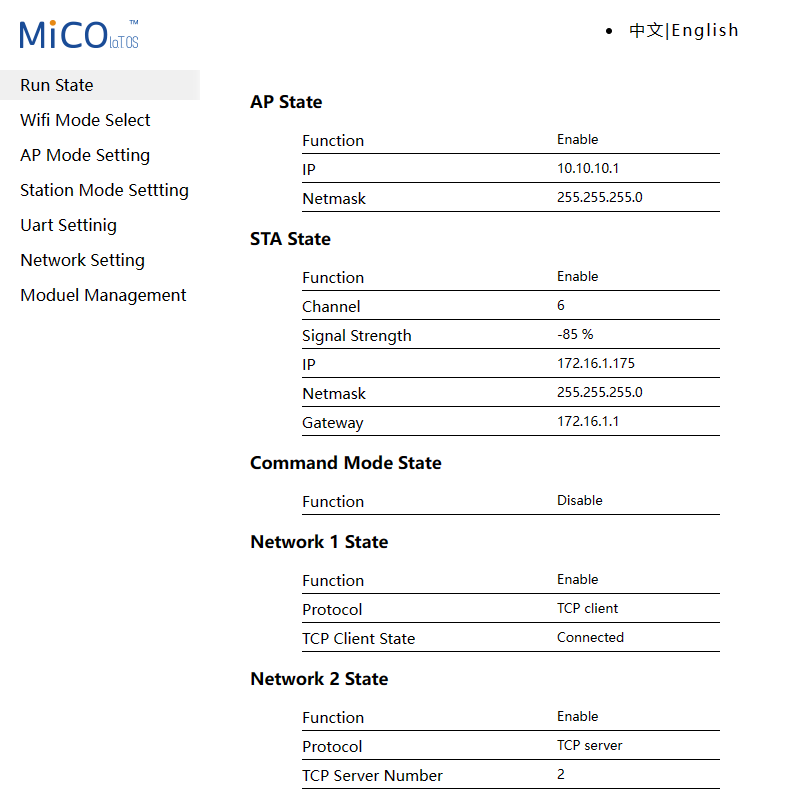 MiCO IoTOS ™
中文|English
Run State
Wifi Mode Select
AP Mode Setting
Station Mode Settting
Uart Settinig
Network Setting
Moduel Management
AP State
Function Enable
IP 10.10.10.1
Netmask 255.255.255.0
STA State
Function Enable
Channel 6
Signal Strength -85 %
IP 172.16.1.175
Netmask 255.255.255.0
Gateway 172.16.1.1
Command Mode State
Function Disable
Network 1 State
Function Enable
Protocol TCP client
TCP Client State Connected
Network 2 State
Function Enable
Protocol TCP server
TCP Server Number 2